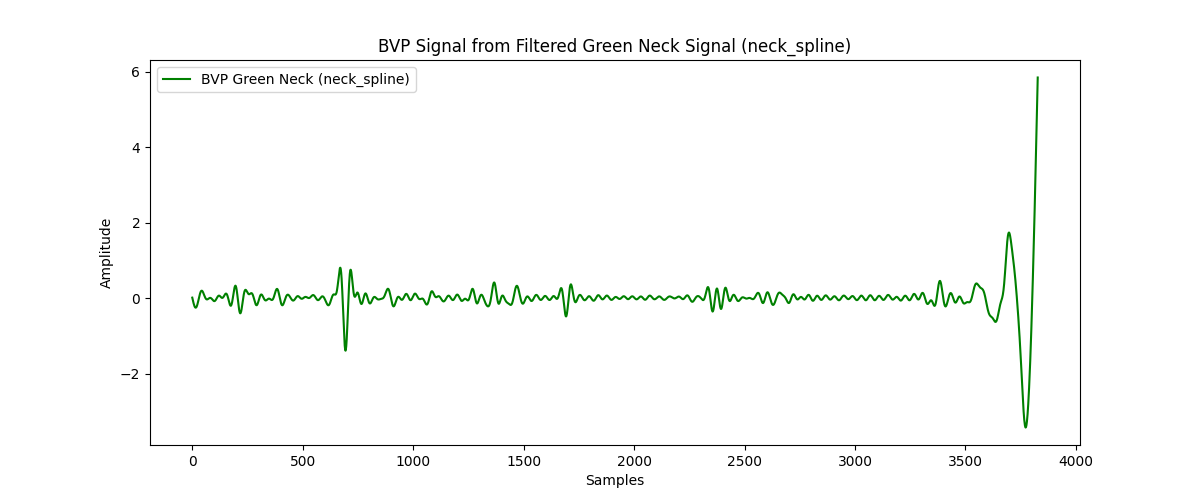 BVP Signal from Filtered Green Neck Signal (neck_spline)
BVP Green Neck (neck_spline)
Amplitude
6
4
2
0
−2
0 500 1000 1500 2000 2500 3000 3500 4000
Samples